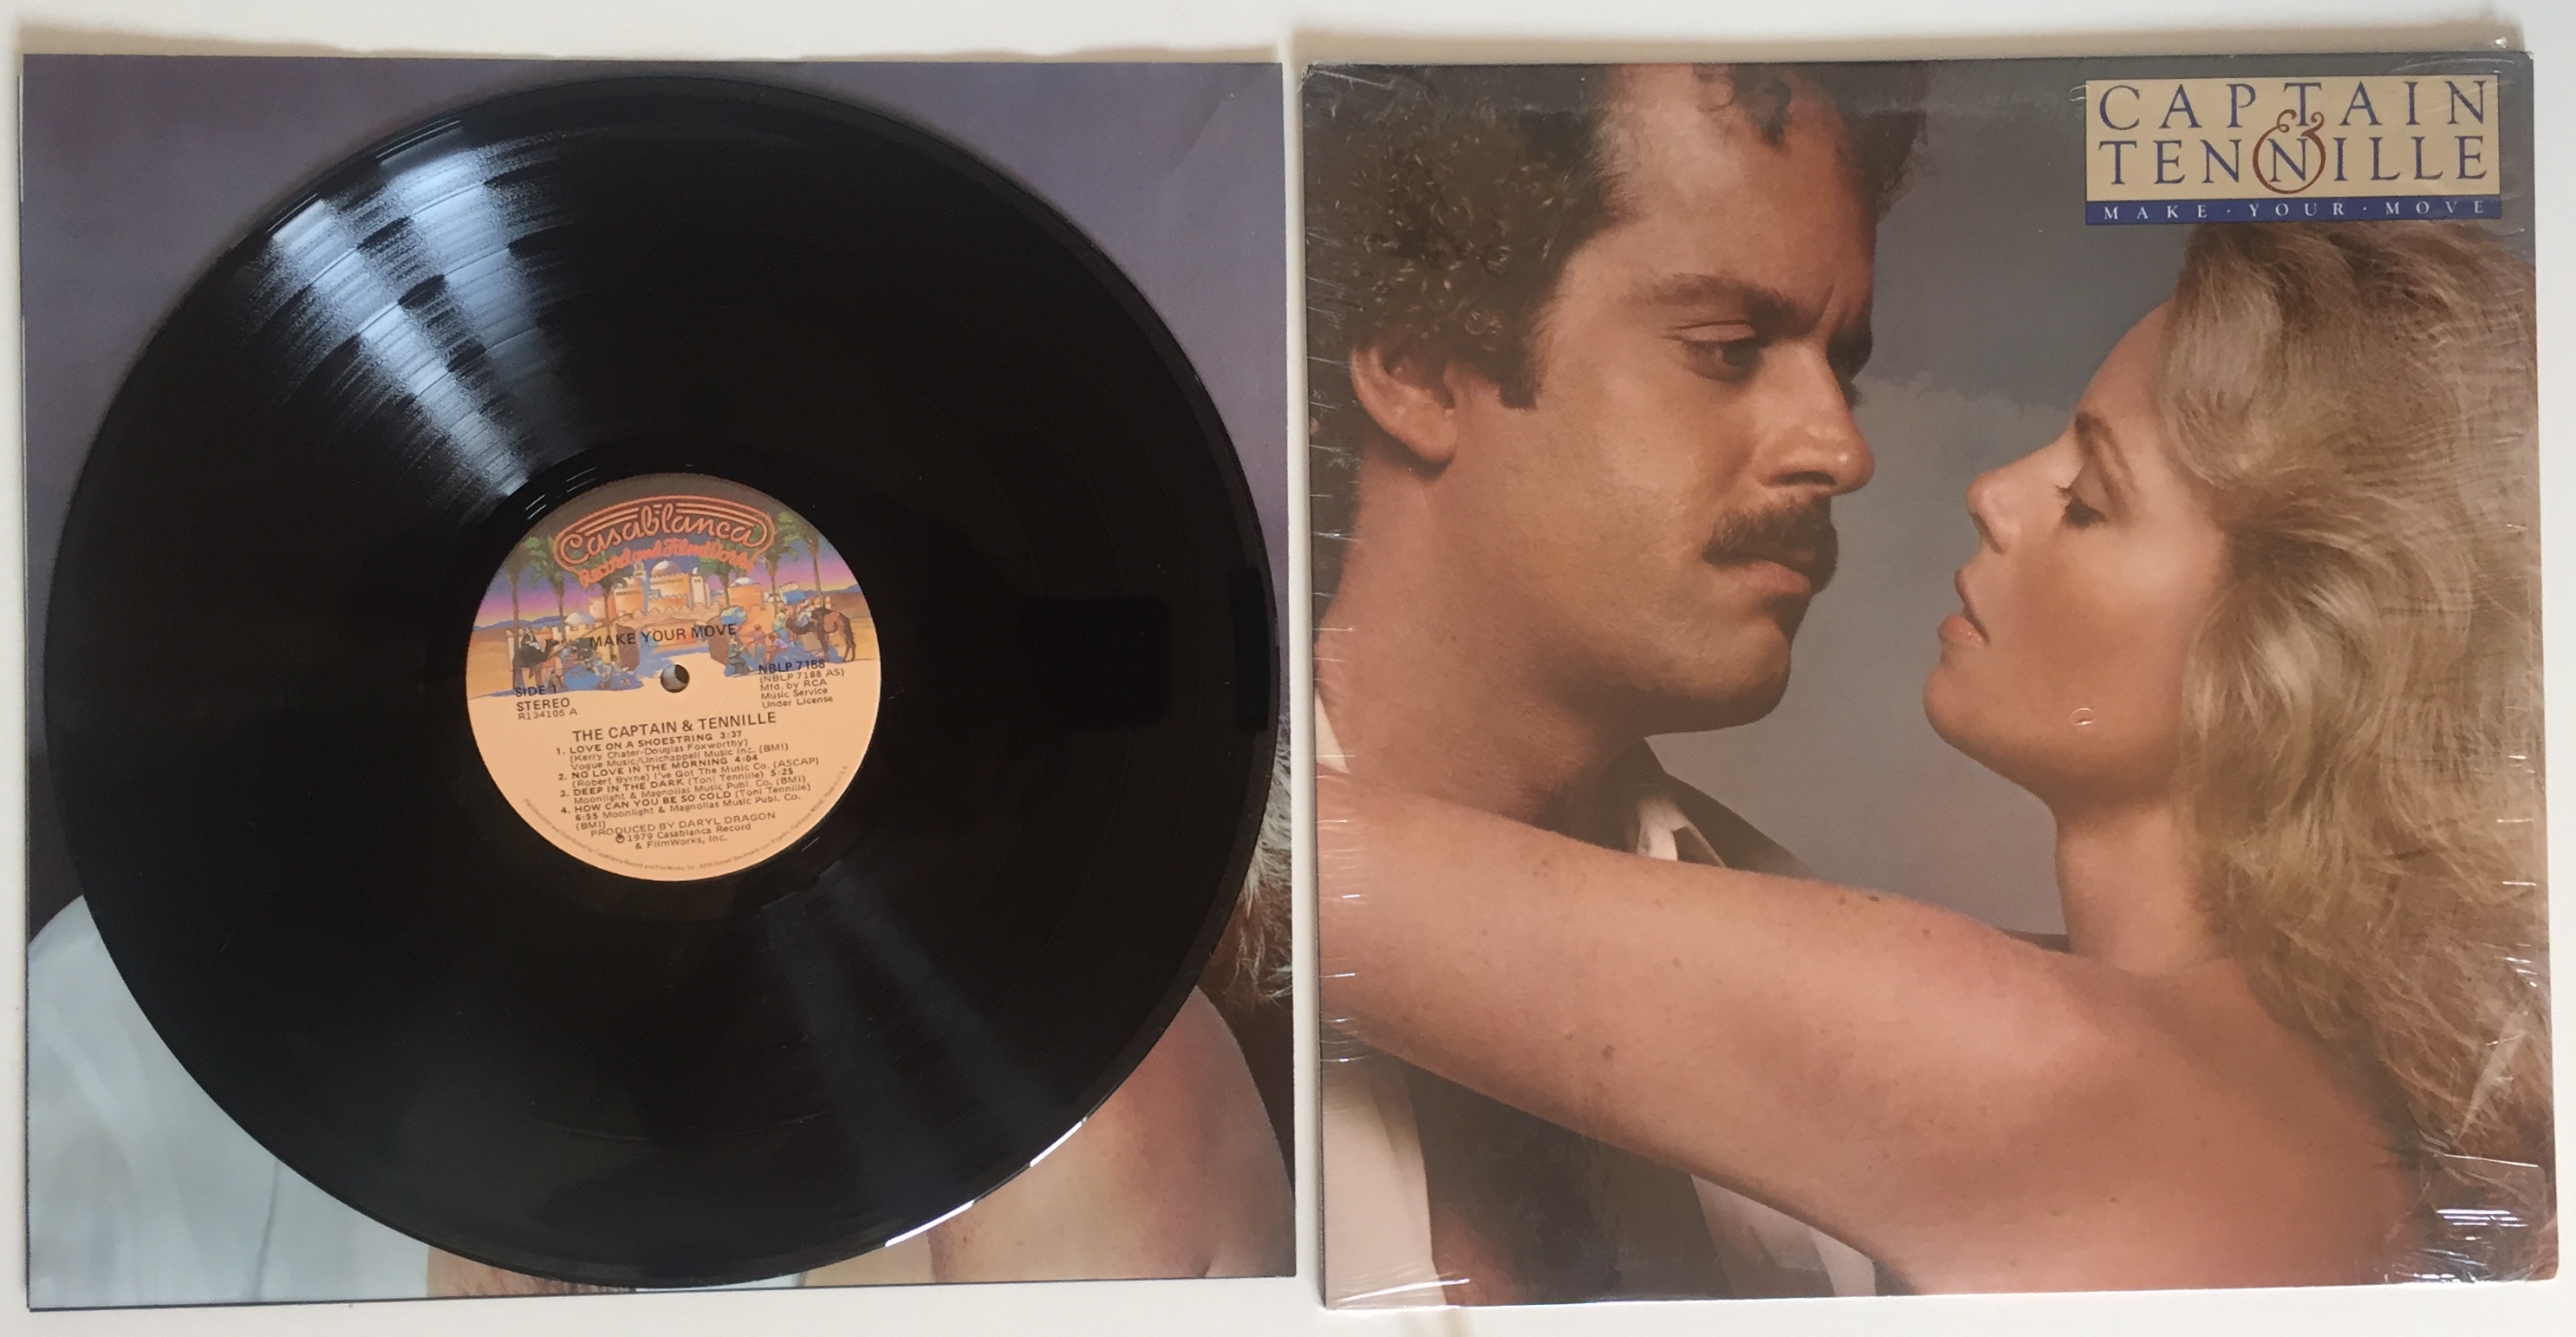 Casablanca
Record and FilmWorks
MAKE YOUR MOVE
SIDE 1
STEREO
R134105 A
NBLP 7188
(NBLP 7188 AS)
Mfd. by RCA
Music Service
Under License
THE CAPTAIN & TENNILLE
1. LOVE ON A SHOESTRING 3:37
(Kerry Chater-Douglas Foxworthy)
Vogue Music/Unichappell Music Inc. (BMI)
2. NO LOVE IN THE MORNING 4:04
(Robert Byrne) I've Got The Music Co. (ASCAP)
3. DEEP IN THE DARK (Toni Tennille) 5:25
Moonlight & Magnolias Music Publ. Co. (BMI)
4. HOW CAN YOU BE SO COLD (Toni Tennille)
6:55 Moonlight & Magnolias Music Publ. Co.
(BMI)
PRODUCED BY DARYL DRAGON
℗1979 Casablanca Record
& FilmWorks, Inc.
CAPTAIN
&
TENNILLE
MAKE · YOUR · MOVE